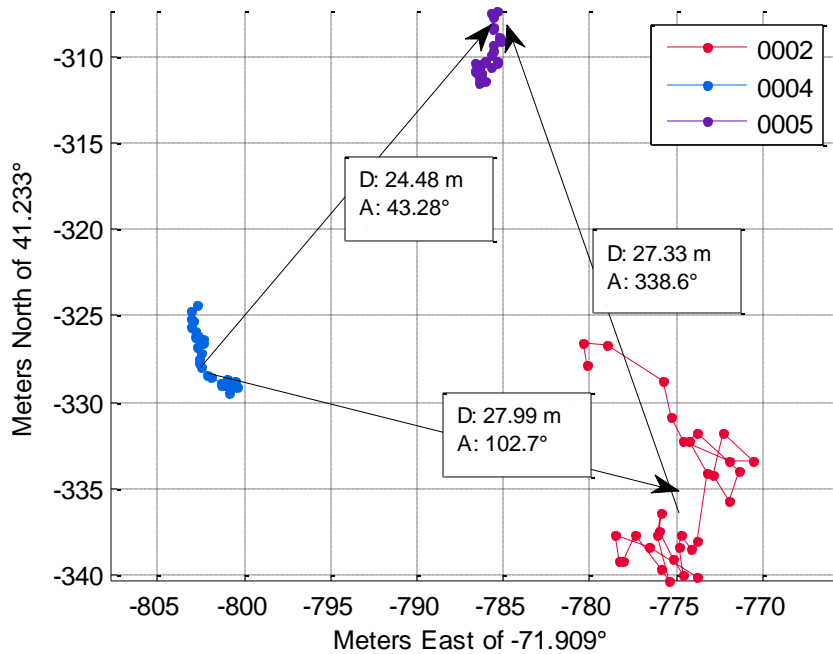 0002
0004
0005
-310
-315
-320
-325
-330
-335
-340
Meters North of 41.233°
D: 24.48 m
A: 43.28°
D: 27.33 m
A: 338.6°
D: 27.99 m
A: 102.7°
-805
-800
-795
-790
-785
-780
-775
-770
Meters East of -71.909°